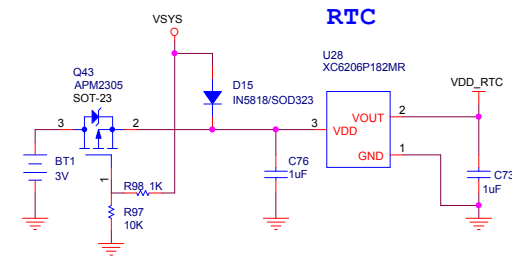 RTC
VSYS
U28
XC6206P182MR
Q43
APM2305
SOT-23
D15
IN5818/SOD323
VDD_RTC
3
2
3
VOUT
2
VDD
GND
1
BT1
3V
1
R98 1K
C76
1uF
C73
1uF
R97
10K